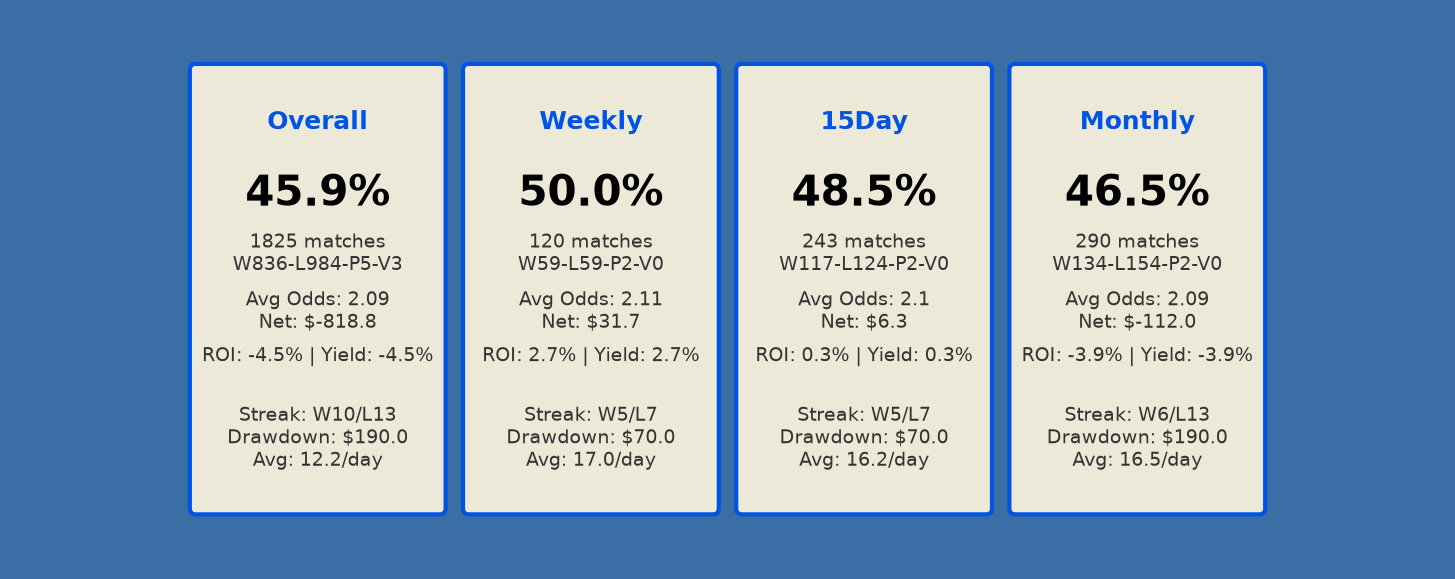 Overall
45.9%
1825 matches
W836-L984-P5-V3
Avg Odds: 2.09
Net: $-818.8
ROI: -4.5% | Yield: -4.5%
Streak: W10/L13
Drawdown: $190.0
Avg: 12.2/day
Weekly
50.0%
120 matches
W59-L59-P2-V0
Avg Odds: 2.11
Net: $31.7
ROI: 2.7% | Yield: 2.7%
Streak: W5/L7
Drawdown: $70.0
Avg: 17.0/day
15Day
48.5%
243 matches
W117-L124-P2-V0
Avg Odds: 2.1
Net: $6.3
ROI: 0.3% | Yield: 0.3%
Streak: W5/L7
Drawdown: $70.0
Avg: 16.2/day
Monthly
46.5%
290 matches
W134-L154-P2-V0
Avg Odds: 2.09
Net: $-112.0
ROI: -3.9% | Yield: -3.9%
Streak: W6/L13
Drawdown: $190.0
Avg: 16.5/day